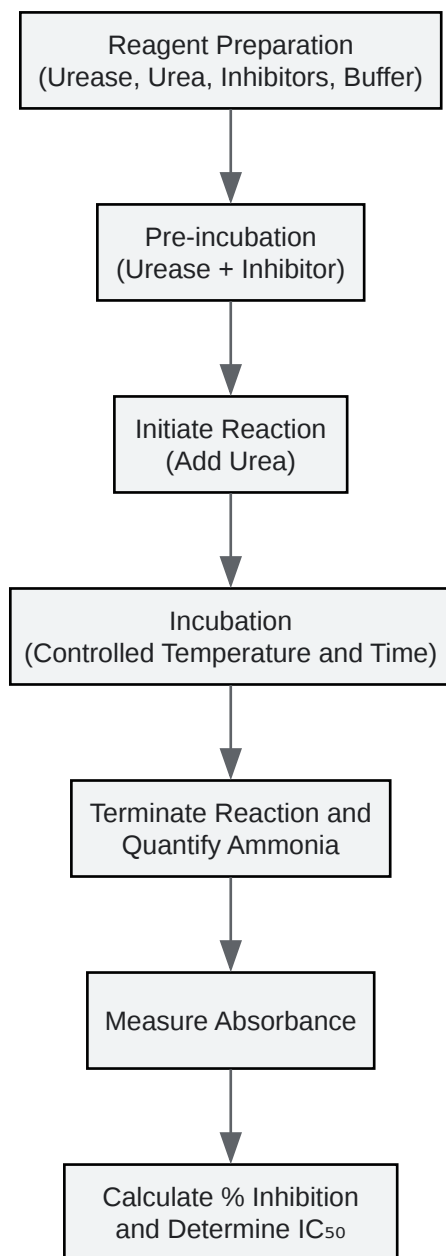 Reagent Preparation
(Urease, Urea, Inhibitors, Buffer)
Pre-incubation
(Urease + Inhibitor)
Initiate Reaction
(Add Urea)
Incubation
(Controlled Temperature and Time)
Terminate Reaction and
Quantify Ammonia
Measure Absorbance
Calculate % Inhibition
and Determine IC₅₀